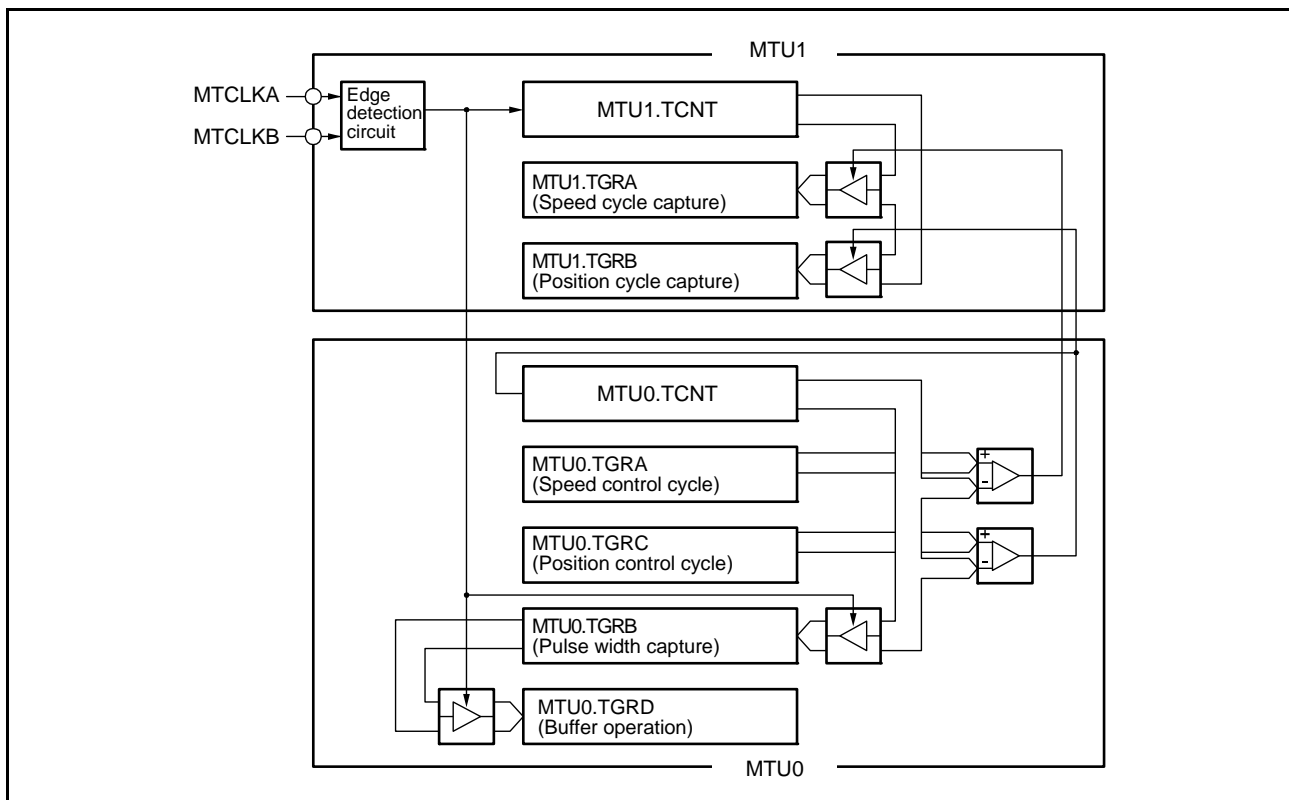 MTU1
MTCLKA
MTCLKB
Edge
detection
circuit
MTU1.TCNT
MTU1.TGRA
(Speed cycle capture)
MTU1.TGRB
(Position cycle capture)
MTU0.TCNT
MTU0.TGRA
(Speed control cycle)
+
-
MTU0.TGRC
(Position control cycle)
+
-
MTU0.TGRB
(Pulse width capture)
MTU0.TGRD
(Buffer operation)
MTU0